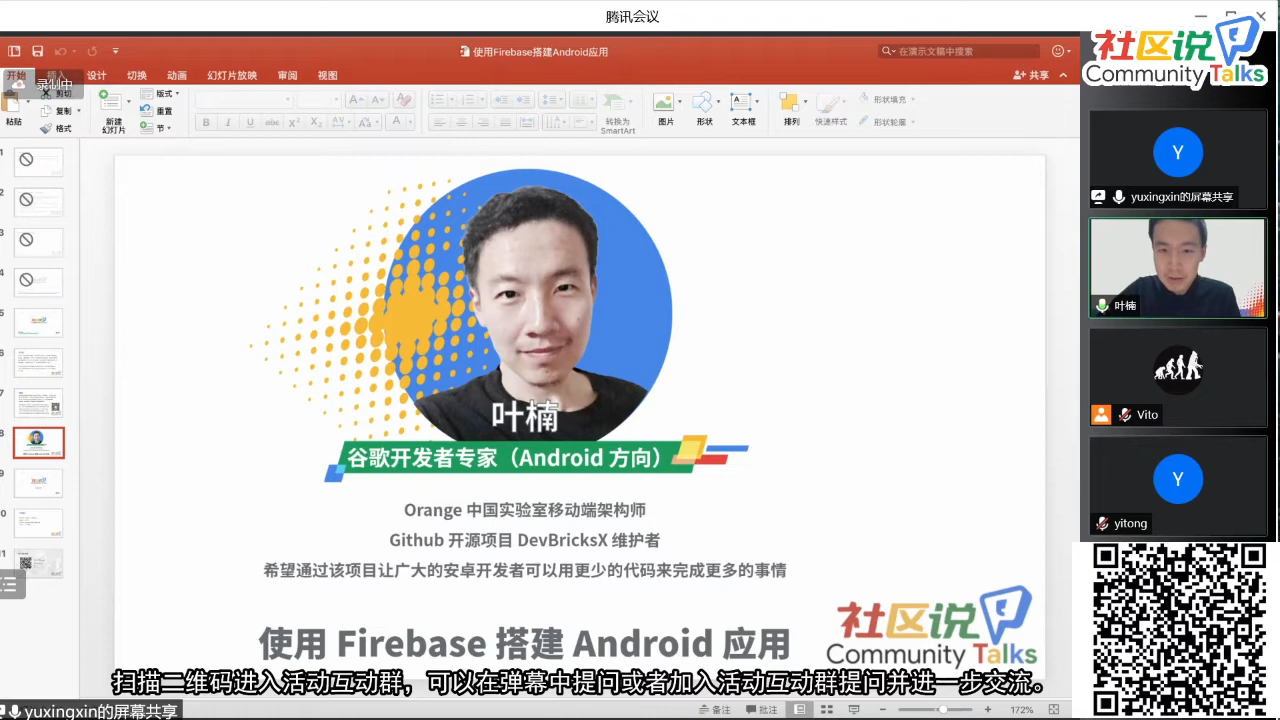 腾讯会议
使用Firebase搭建Android应用
在演示文稿中搜索
开始
插入
设计
切换
动画
幻灯片放映
审阅
视图
共享
录制中
粘贴
剪切
复制
格式
新建
幻灯片
版式
重置
节
转换为
SmartArt
图片
形状
文本框
排列
快速样式
形状填充
形状轮廓
叶楠
谷歌开发者专家（Android 方向）
Orange 中国实验室移动端架构师
Github 开源项目 DevBricksX 维护者
希望通过该项目让广大的安卓开发者可以用更少的代码来完成更多的事情
使用 Firebase 搭建 Android 应用
社区说
Community Talks
扫描二维码进入活动互动群，可以在弹幕中提问或者加入活动互动群提问并进一步交流。
yuxingxin的屏幕共享
备注
批注
172%
社区说
Community Talks
Y
yuxingxin的屏幕共享
叶楠
Vito
Y
yitong